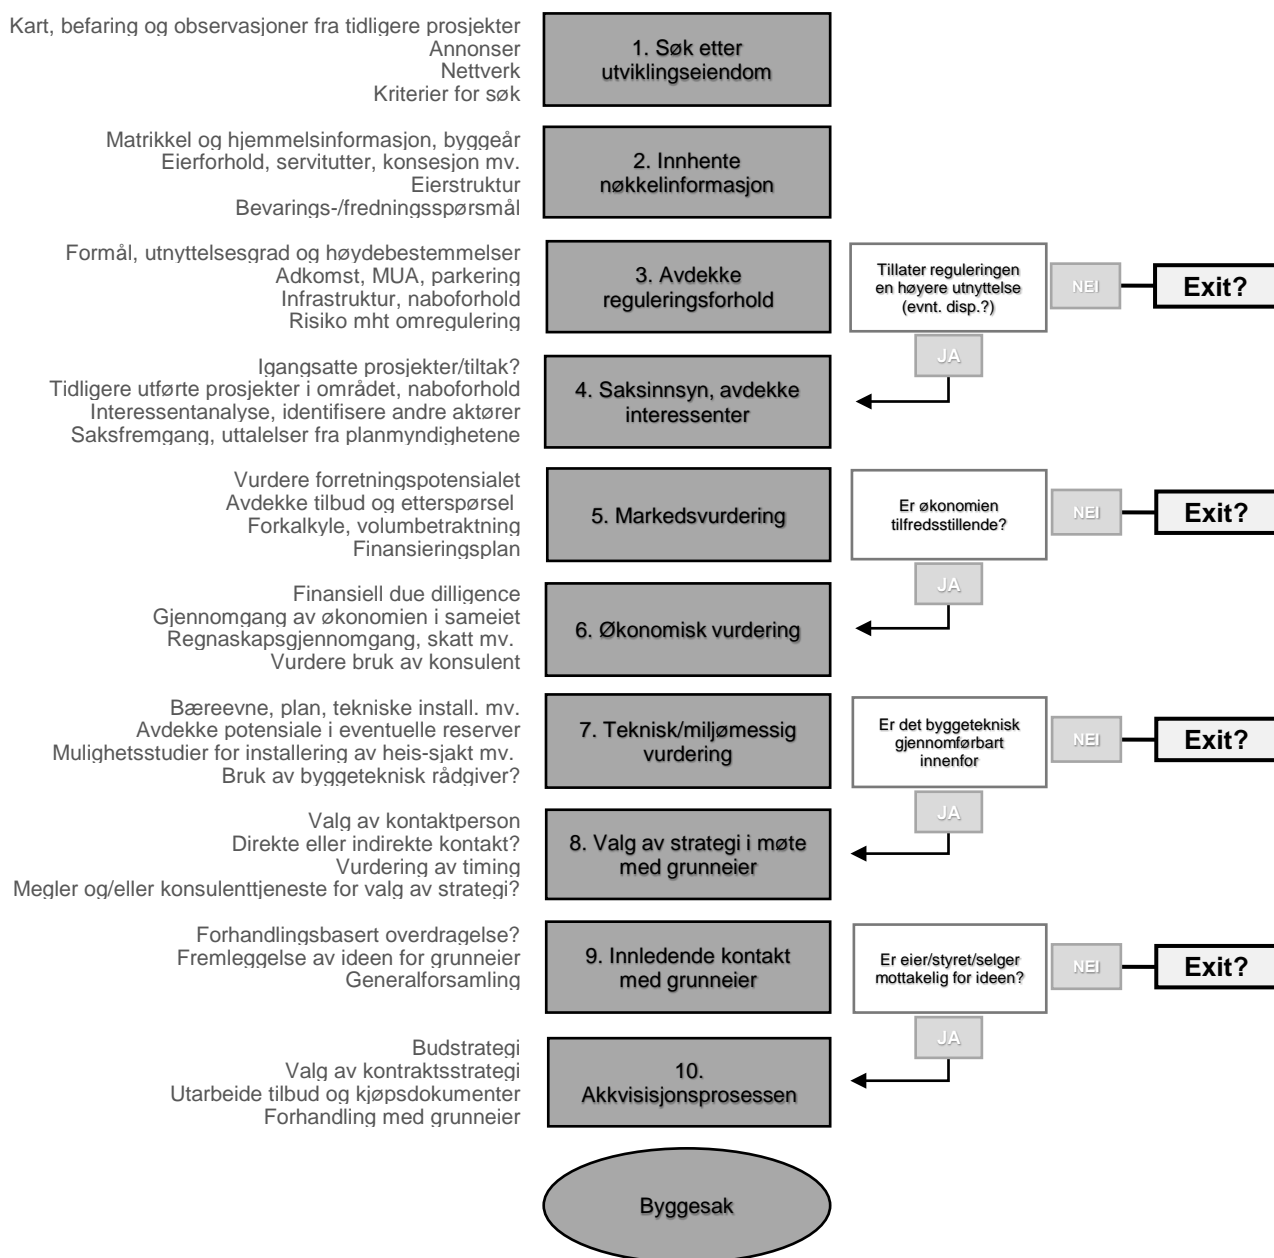 Kart, befaring og observasjoner fra tidligere prosjekter
Annonser
Nettverk
Kriterier for søk
1. Søk etter
utviklingseiendom
Matrikkel og hjemmelsinformasjon, byggeår
Eierforhold, servitutter, konsesjon mv.
Eierstruktur
Bevarings-/fredningsspørsmål
2. Innhente
nøkkelinformasjon
Formål, utnyttelsesgrad og høydebestemmelser
Adkomst, MUA, parkering
Infrastruktur, naboforhold
Risiko mht omregulering
3. Avdekke
reguleringsforhold
Tillater reguleringen
en høyere utnyttelse
(evnt. disp.?)
NEI
Exit?
JA
Igangsatte prosjekter/tiltak?
Tidligere utførte prosjekter i området, naboforhold
Interessentanalyse, identifisere andre aktører
Saksfremgang, uttalelser fra planmyndighetene
4. Saksinnsyn, avdekke
interessenter
Vurdere forretningspotensialet
Avdekke tilbud og etterspørsel
Forkalkyle, volumbetraktning
Finansieringsplan
5. Markedsvurdering
Er økonomien
tilfredsstillende?
NEI
Exit?
JA
Finansiell due dilligence
Gjennomgang av økonomien i sameiet
Regnskapsgjennomgang, skatt mv.
Vurdere bruk av konsulent
6. Økonomisk vurdering
Bæreevne, plan, tekniske install. mv.
Avdekke potensiale i eventuelle reserver
Mulighetsstudier for installering av heis-sjakt mv.
Bruk av byggeteknisk rådgiver?
7. Teknisk/miljømessig
vurdering
Er det byggeteknisk
gjennomførbart
innenfor
NEI
Exit?
JA
Valg av kontaktperson
Direkte eller indirekte kontakt?
Vurdering av timing
Megler og/eller konsulenttjeneste for valg av strategi?
8. Valg av strategi i møte
med grunneier
Forhandlingsbasert overdragelse?
Fremleggelse av ideen for grunneier
Generalforsamling
9. Innledende kontakt
med grunneier
Er eier/styret/selger
mottakelig for ideen?
NEI
Exit?
JA
Budstrategi
Valg av kontraktsstrategi
Utarbeide tilbud og kjøpsdokumenter
Forhandling med grunneier
10.
Akkvisisjonsprosessen
Byggesak